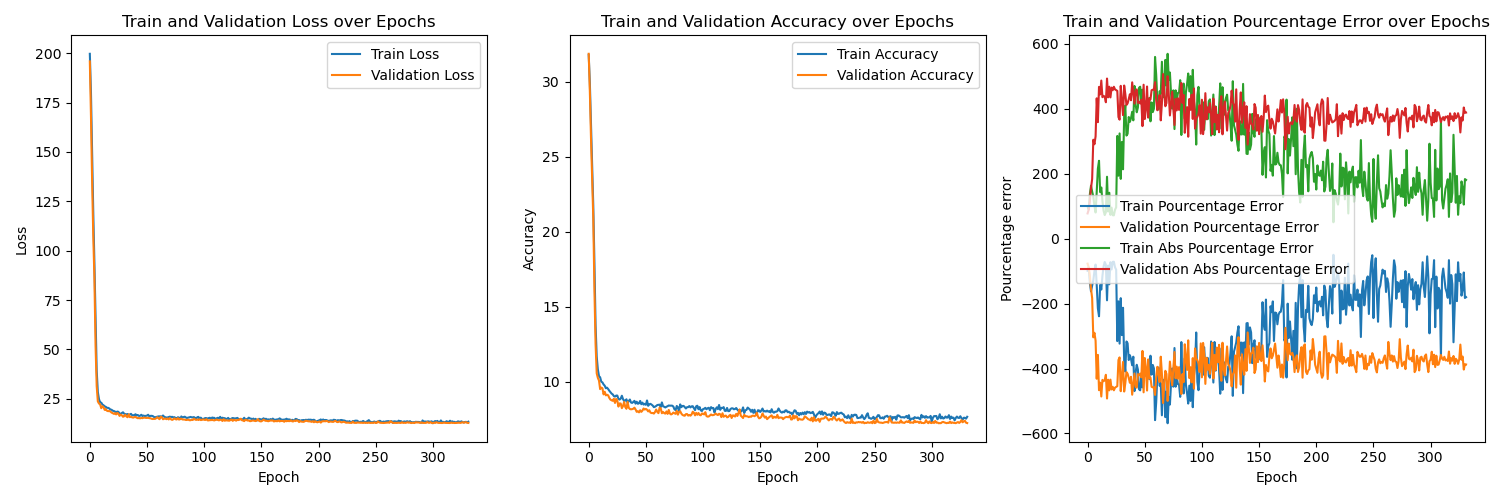 Train and Validation Loss over Epochs
Loss
200
175
150
125
100
75
50
25
0
50
100
150
200
250
300
Epoch
Train Loss
Validation Loss
Train and Validation Accuracy over Epochs
Accuracy
30
25
20
15
10
0
50
100
150
200
250
300
Epoch
Train Accuracy
Validation Accuracy
Train and Validation Pourcentage Error over Epochs
Pourcentage error
600
400
200
0
−200
−400
−600
0
50
100
150
200
250
300
Epoch
Train Pourcentage Error
Validation Pourcentage Error
Train Abs Pourcentage Error
Validation Abs Pourcentage Error